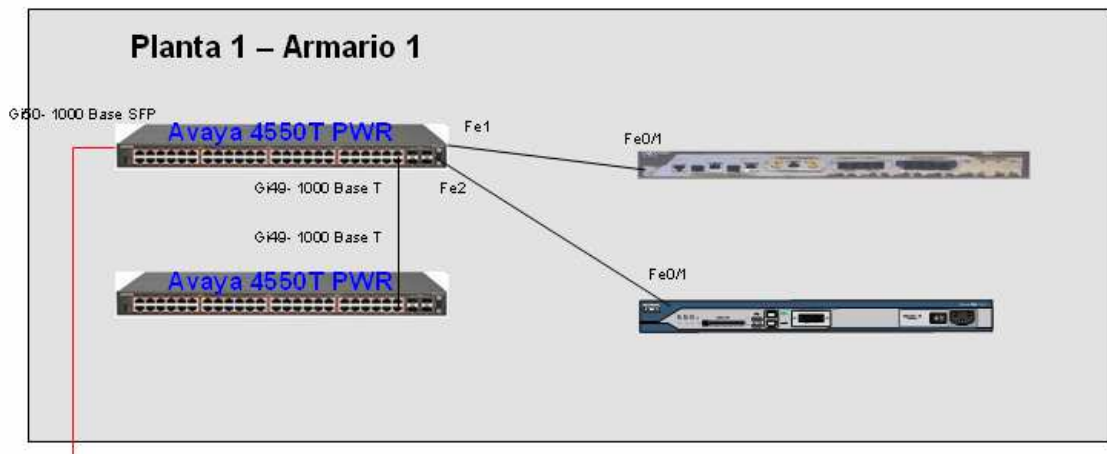 Planta 1 – Armario 1
Gi50- 1000 Base SFP
Avaya 4550T PWR
Fe1
Fe0/1
Gi49- 1000 Base T
Fe2
Gi49- 1000 Base T
Avaya 4550T PWR
Fe0/1